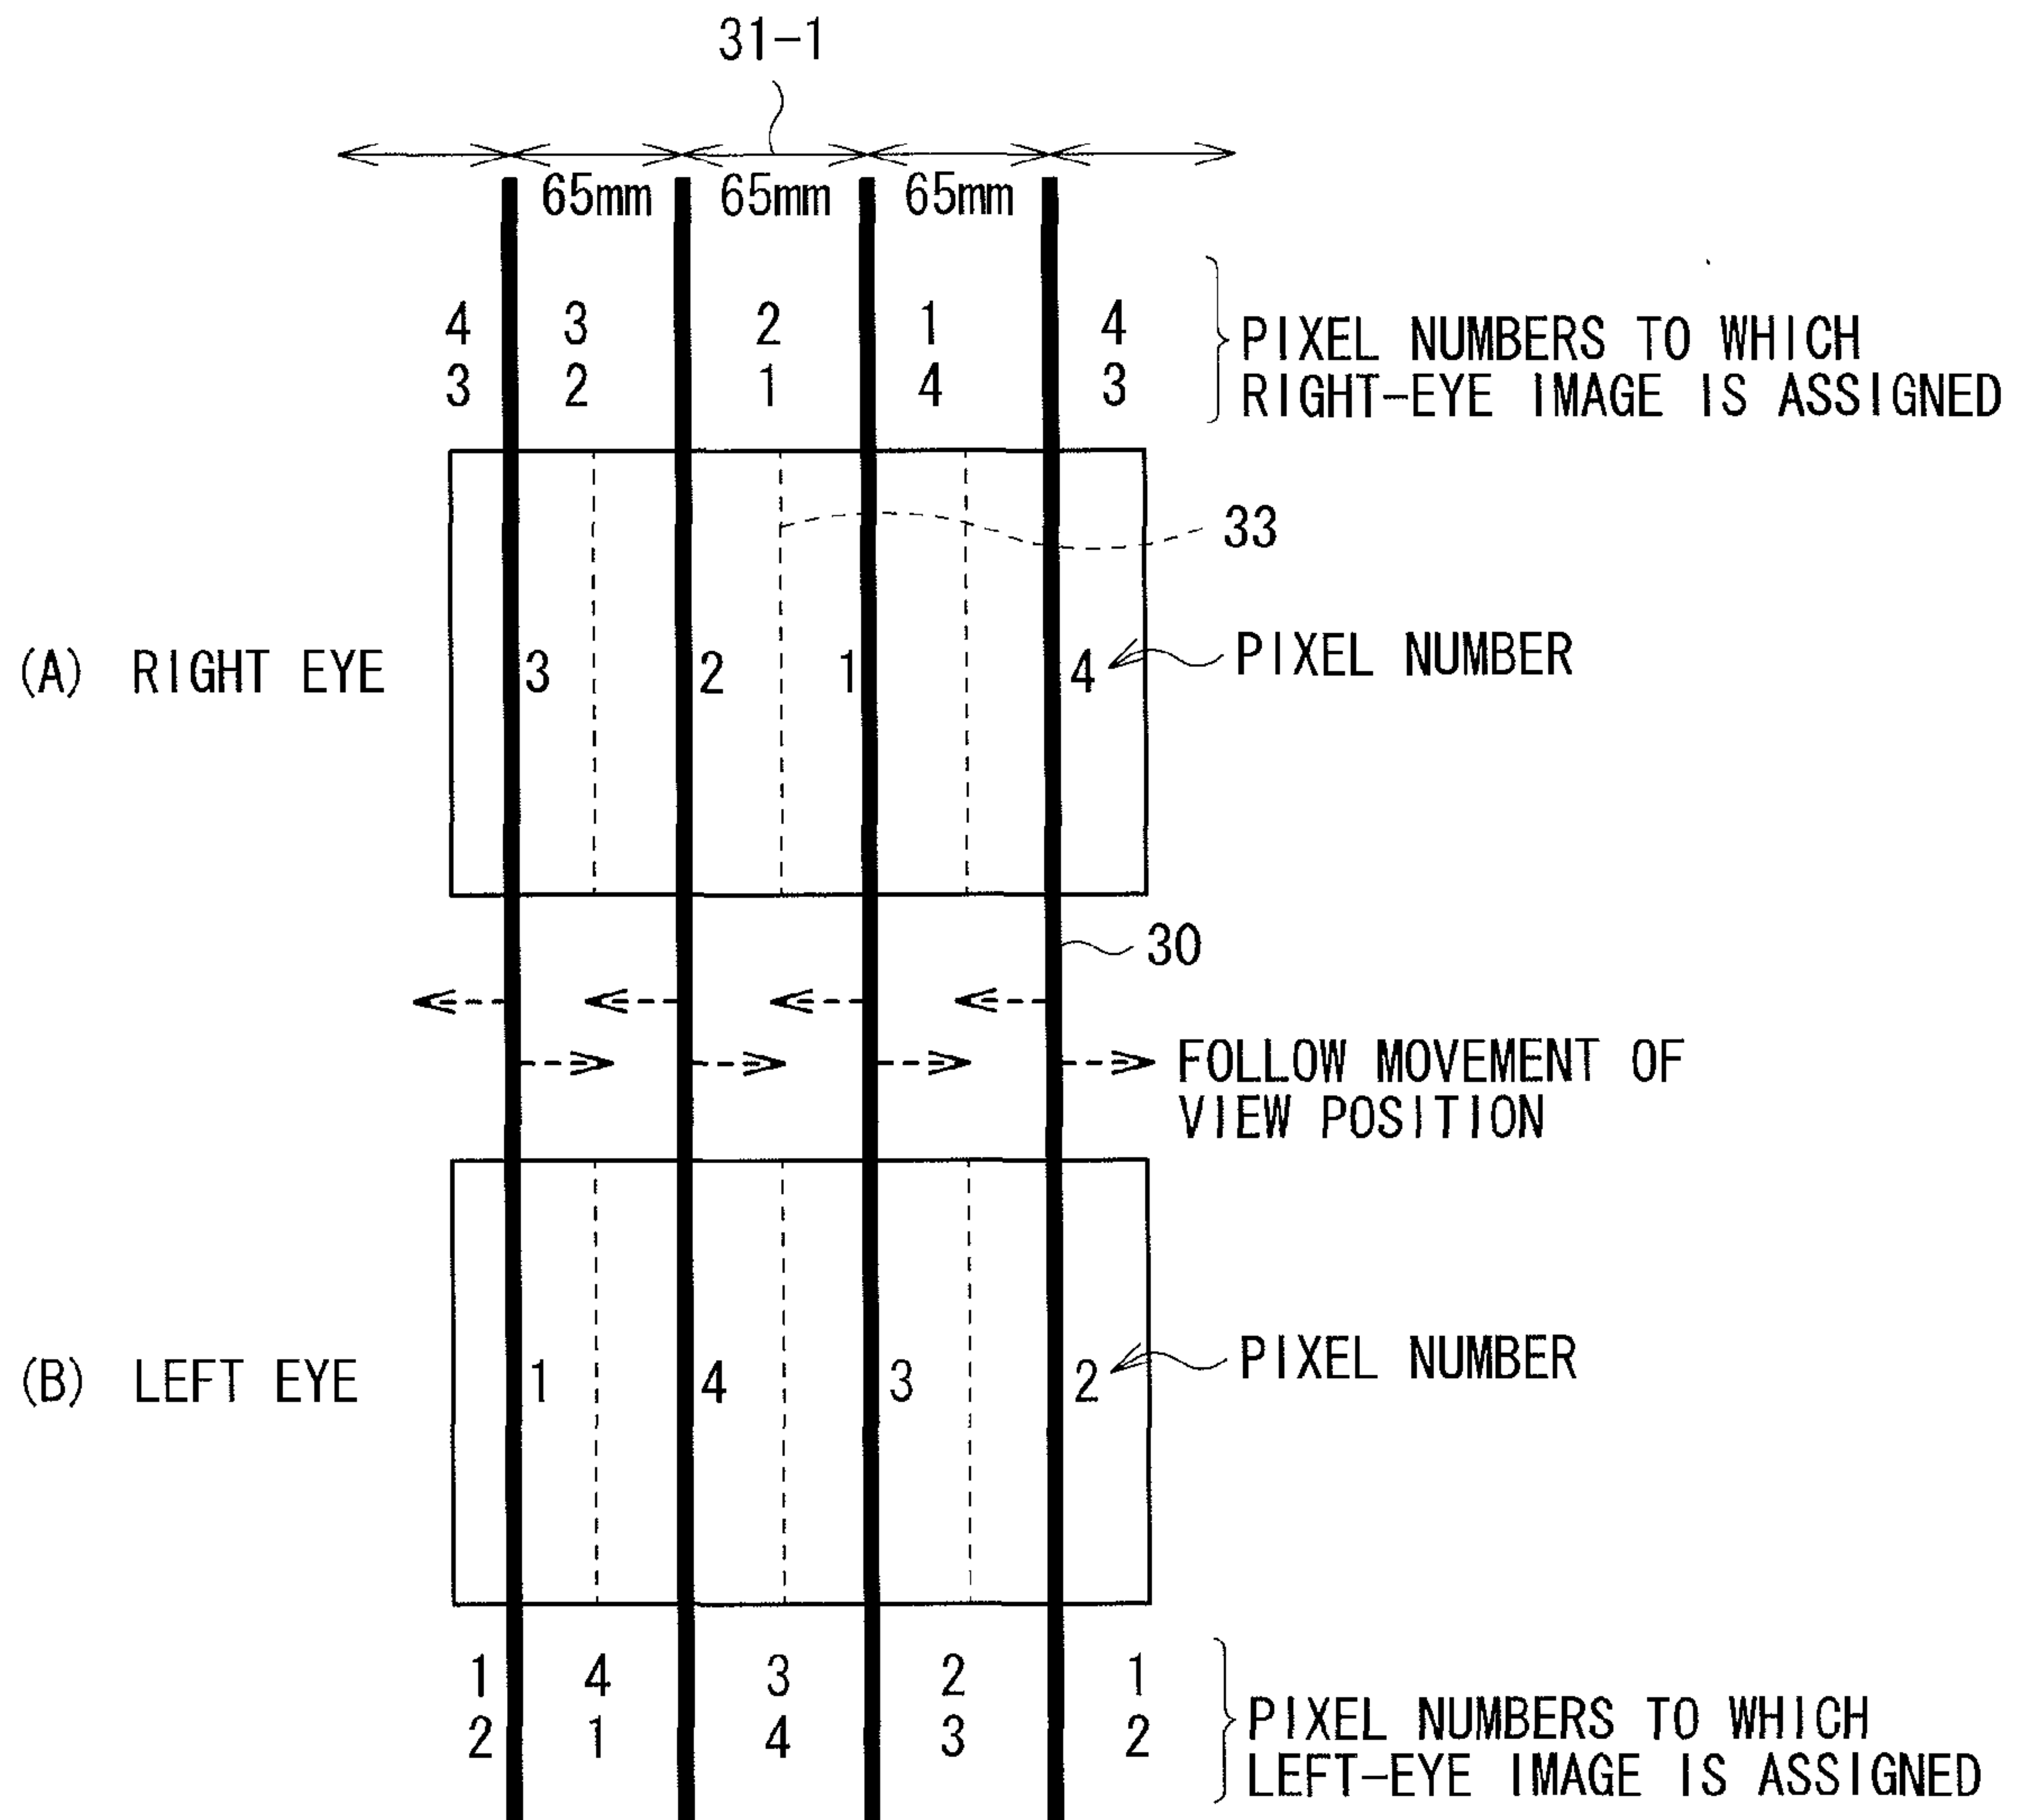 31-1
65mm 65mm 65mm
4 3 2 1 4
3 2 1 4 3
PIXEL NUMBERS TO WHICH
RIGHT-EYE IMAGE IS ASSIGNED
33
(A) RIGHT EYE
3 2 1 4
PIXEL NUMBER
30
FOLLOW MOVEMENT OF
VIEW POSITION
(B) LEFT EYE
1 4 3 2
PIXEL NUMBER
1 4 3 2 1
2 1 4 3 2
PIXEL NUMBERS TO WHICH
LEFT-EYE IMAGE IS ASSIGNED